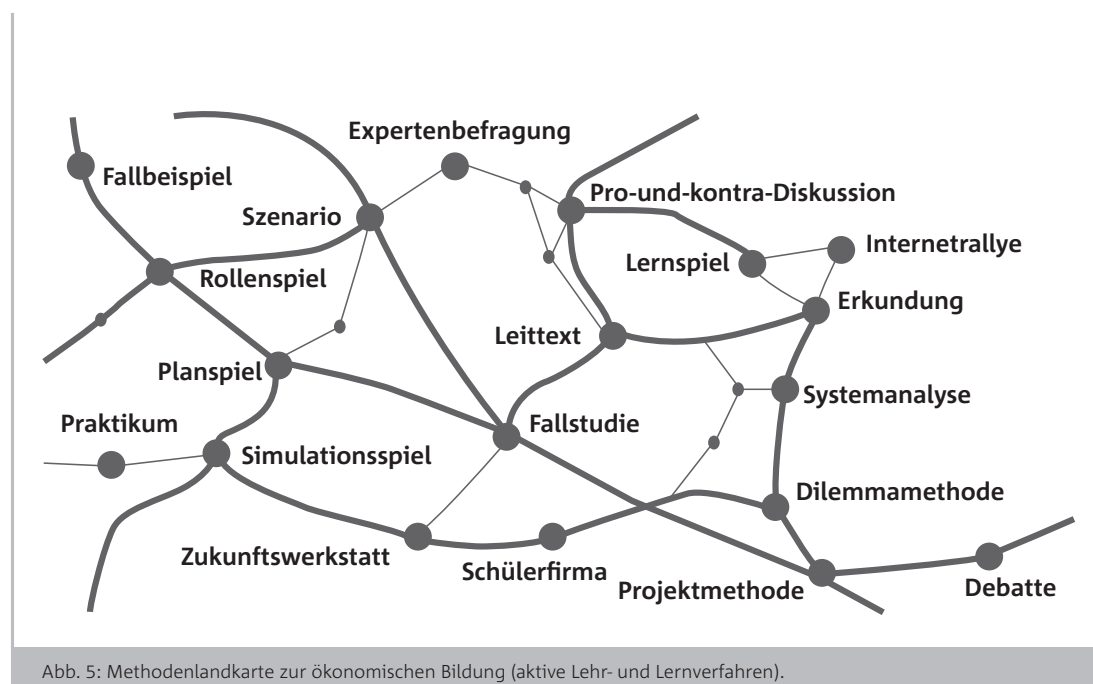 Expertenbefragung
Fallbeispiel
Pro-und-kontra-Diskussion
Szenario
Internetrallye
Lernspiel
Rollenspiel
Erkundung
Leittext
Planspiel
Systemanalyse
Praktikum
Fallstudie
Simulationsspiel
Dilemmamethode
Zukunftswerkstatt
Schülerfirma
Projektmethode
Debatte
Abb. 5: Methodenlandkarte zur ökonomischen Bildung (aktive Lehr- und Lernverfahren).